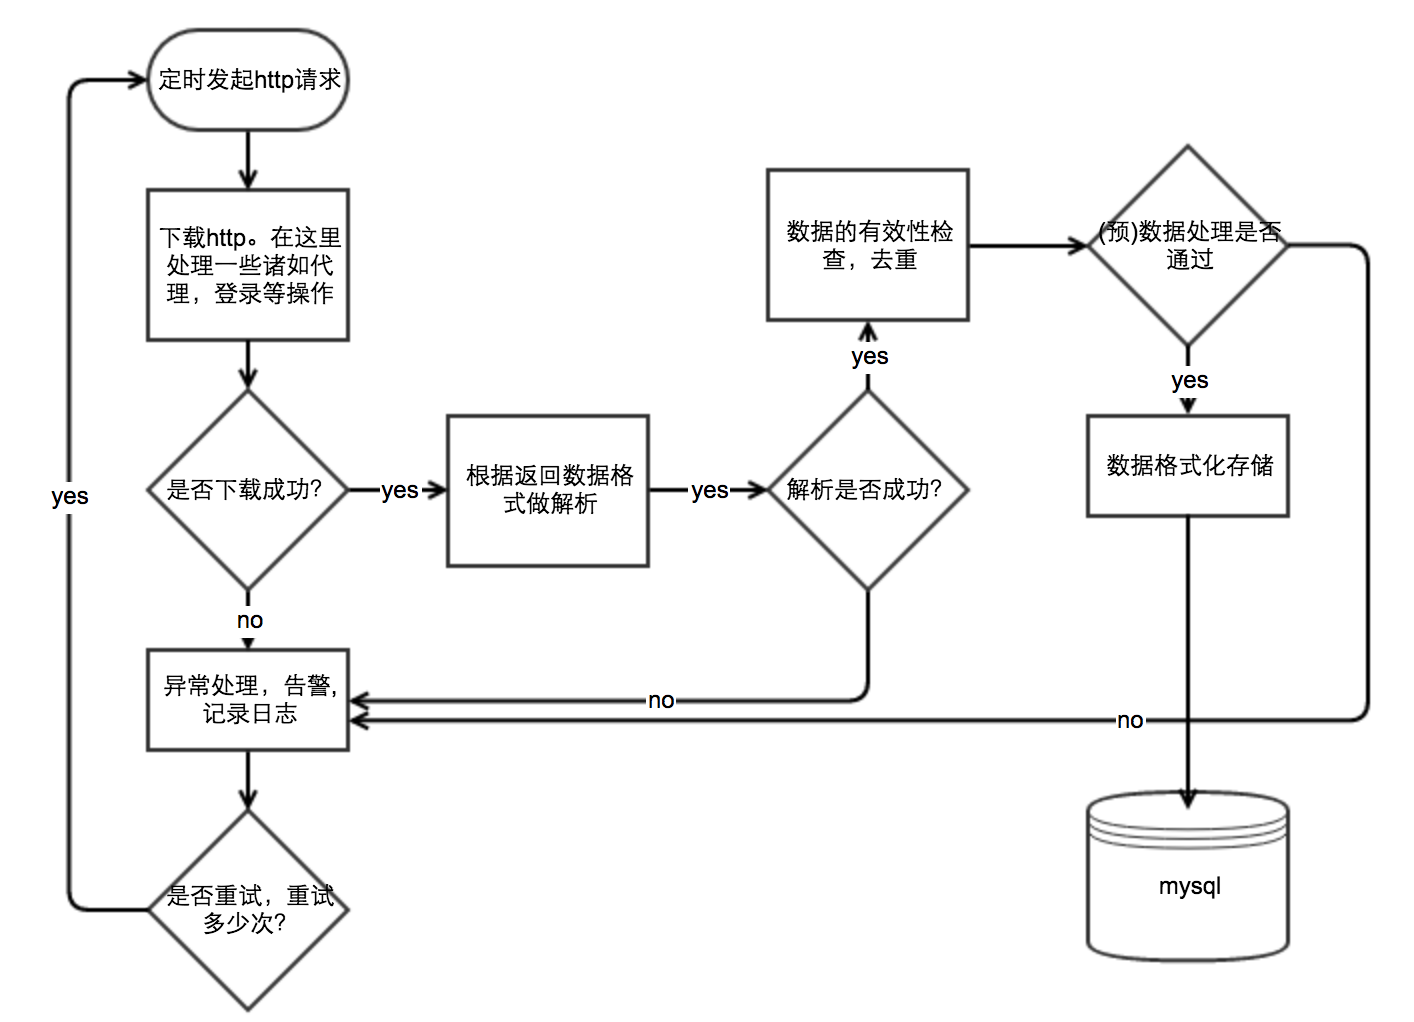 定时发起http请求
下载http。在这里
处理一些诸如代
理，登录等操作
是否下载成功？
yes
根据返回数据格
式做解析
yes
解析是否成功？
yes
数据的有效性检
查，去重
(预)数据处理是否
通过
yes
数据格式化存储
mysql
no
异常处理，告警，
记录日志
no
no
是否重试，重试
多少次？
yes